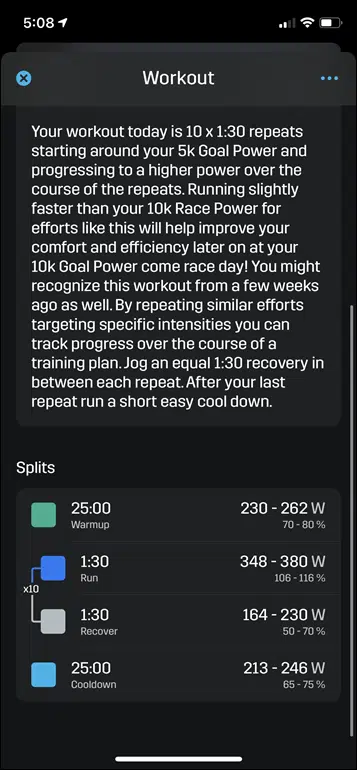 5:08
Workout
Your workout today is 10 x 1:30 repeats
starting around your 5k Goal Power and
progressing to a higher power over the
course of the repeats. Running slightly
faster than your 10k Race Power for
efforts like this will help improve your
comfort and efficiency later on at your
10k Goal Power come race day! You might
recognize this workout from a few weeks
ago as well. By repeating similar efforts
targeting specific intensities you can
track progress over the course of a
training plan. Jog an equal 1:30 recovery in
between each repeat. After your last
repeat run a short easy cool down.
Splits
25:00 230 - 262 W
Warmup 70 - 80 %
1:30 348 - 380 W
Run 106 - 116 %
x10
1:30 164 - 230 W
Recover 50 - 70 %
25:00 213 - 246 W
Cooldown 65 - 75 %